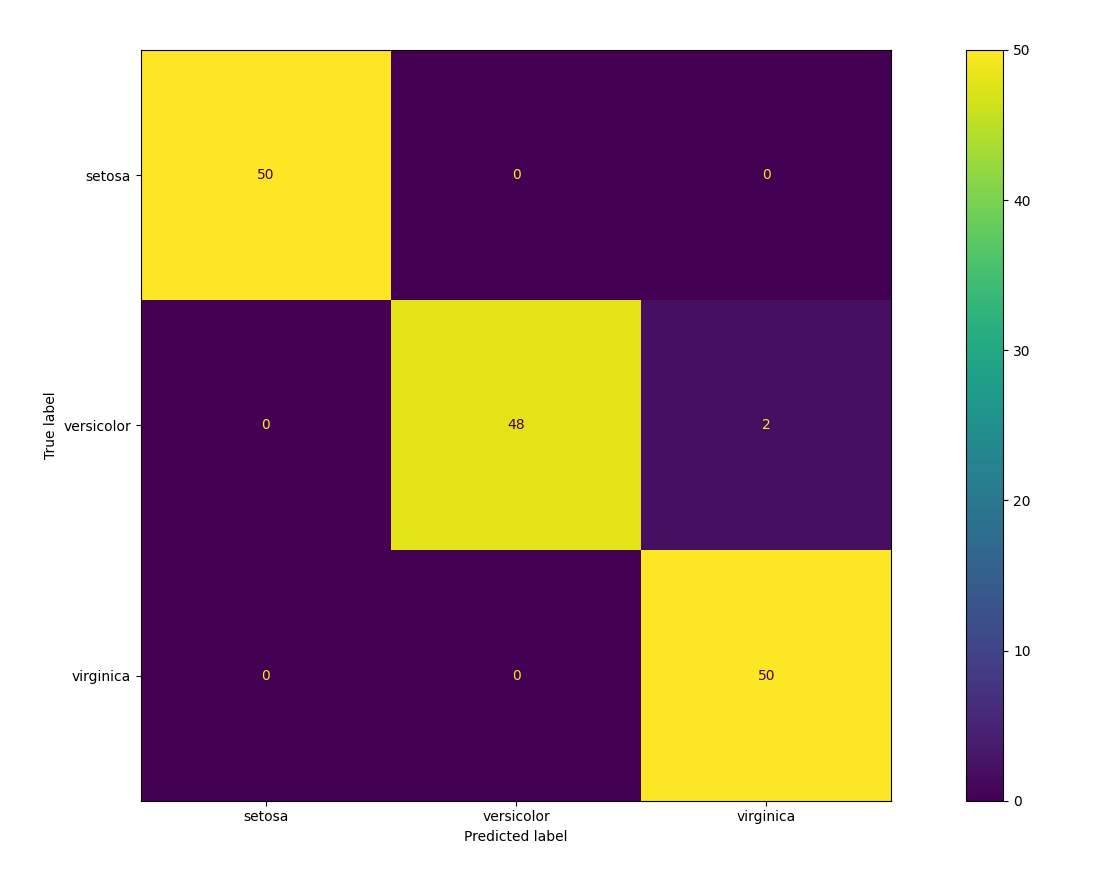 50
setosa 50 0 0
40
30
True label
versicolor 0 48 2
20
10
virginica 0 0 50
0
setosa versicolor virginica
Predicted label